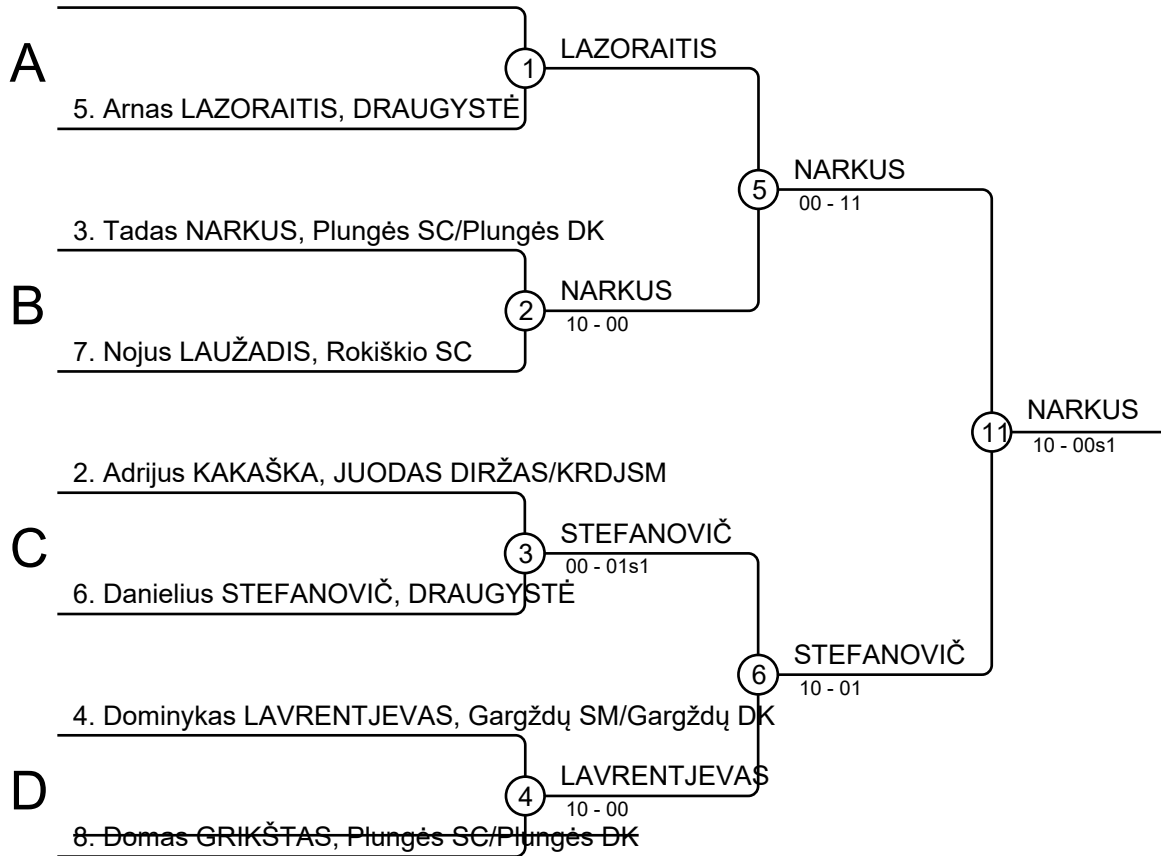 A
1
LAZORAITIS
5. Arnas LAZORAITIS, DRAUGYSTĖ
5
NARKUS
00 - 11
3. Tadas NARKUS, Plungės SC/Plungės DK
B
2
NARKUS
10 - 00
7. Nojus LAUŽADIS, Rokiškio SC
11
NARKUS
10 - 00s1
2. Adrijus KAKAŠKA, JUODAS DIRŽAS/KRDJSM
C
3
STEFANOVIČ
00 - 01s1
6. Danielius STEFANOVIČ, DRAUGYSTĖ
6
STEFANOVIČ
10 - 01
4. Dominykas LAVRENTJEVAS, Gargždų SM/Gargždų DK
D
4
LAVRENTJEVAS
10 - 00
8. Domas GRIKŠTAS, Plungės SC/Plungės DK